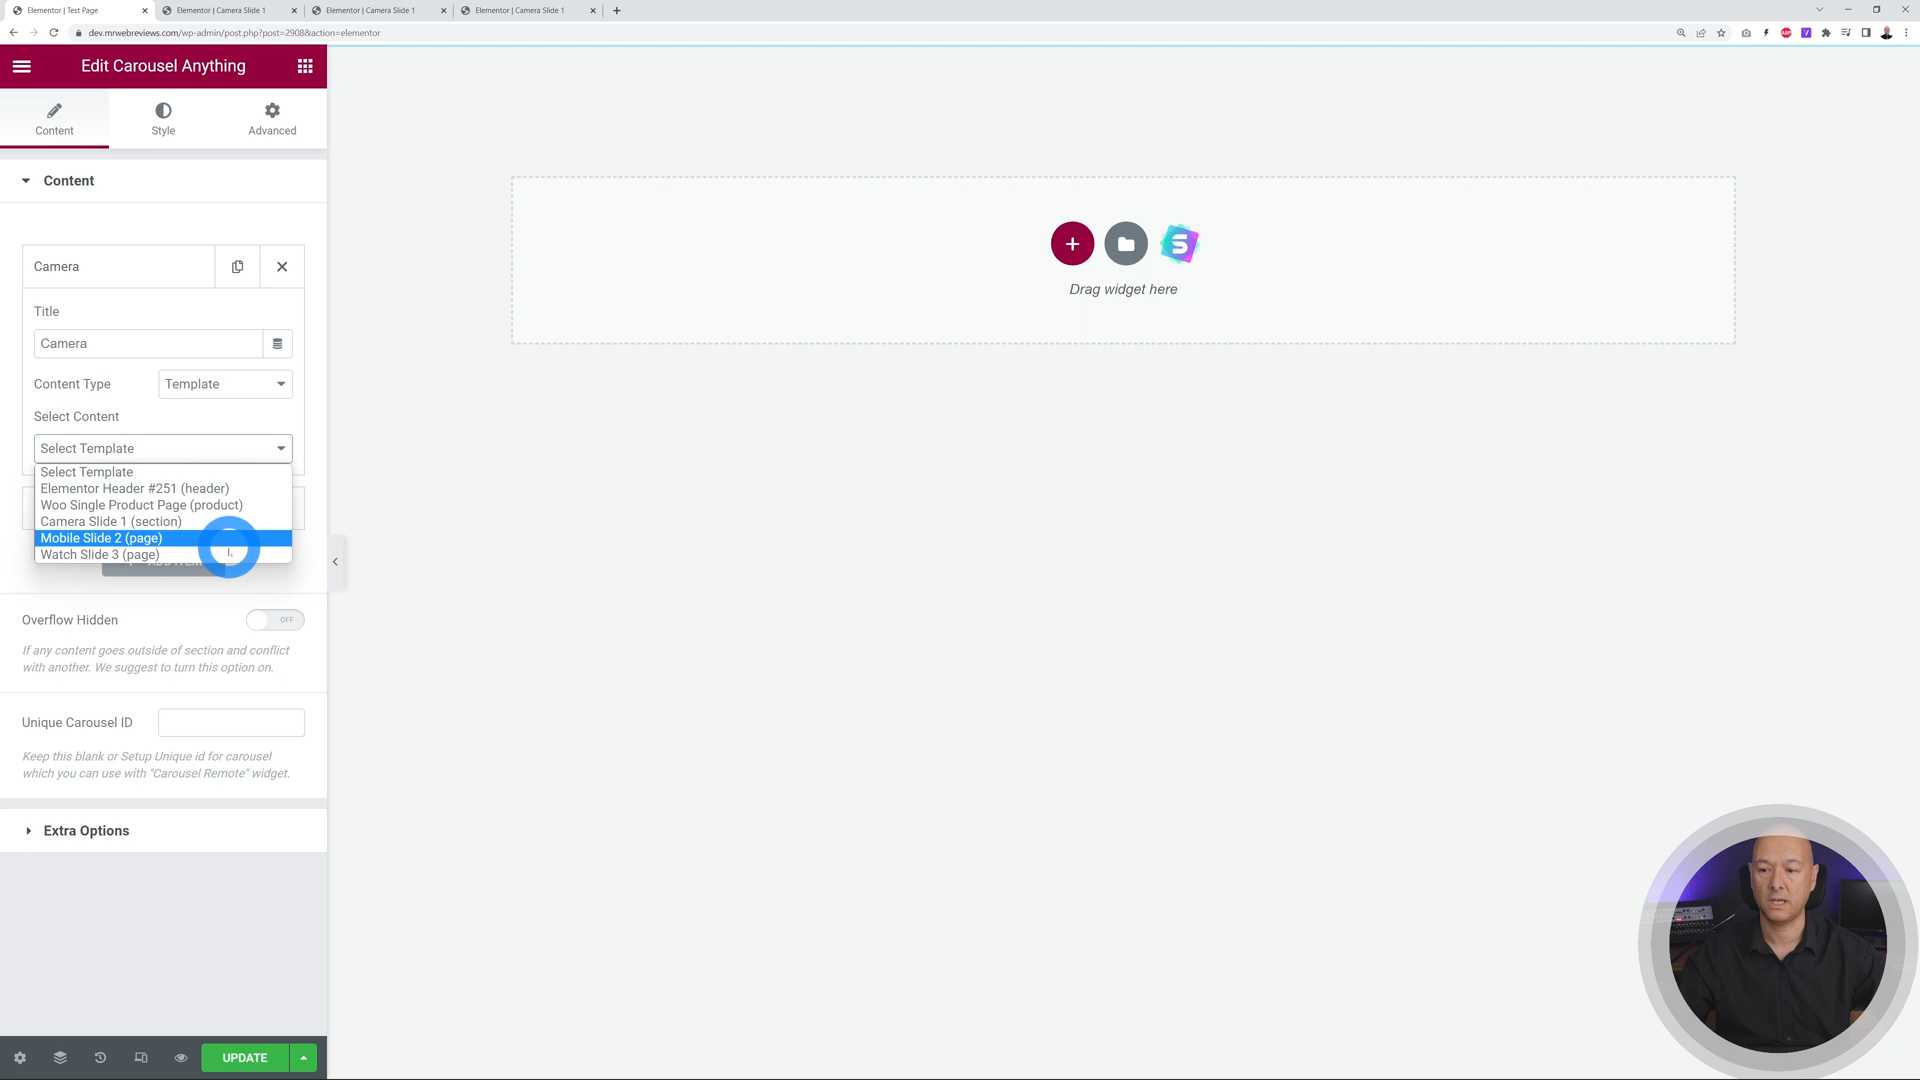 Elementor | Test Page
Elementor | Camera Slide 1
Elementor | Camera Slide 1
Elementor | Camera Slide 1
dev.mrwebreviews.com/wp-admin/post.php?post=2908&action=elementor
Edit Carousel Anything
Content
Style
Advanced
Content
Camera
Title
Camera
Content Type
Template
Select Content
Select Template
Select Template
Elementor Header #251 (header)
Woo Single Product Page (product)
Camera Slide 1 (section)
Mobile Slide 2 (page)
Watch Slide 3 (page)
Overflow Hidden
OFF
If any content goes outside of section and conflict
with another. We suggest to turn this option on.
Unique Carousel ID
Keep this blank or Setup Unique id for carousel
which you can use with "Carousel Remote" widget.
Extra Options
UPDATE
Drag widget here